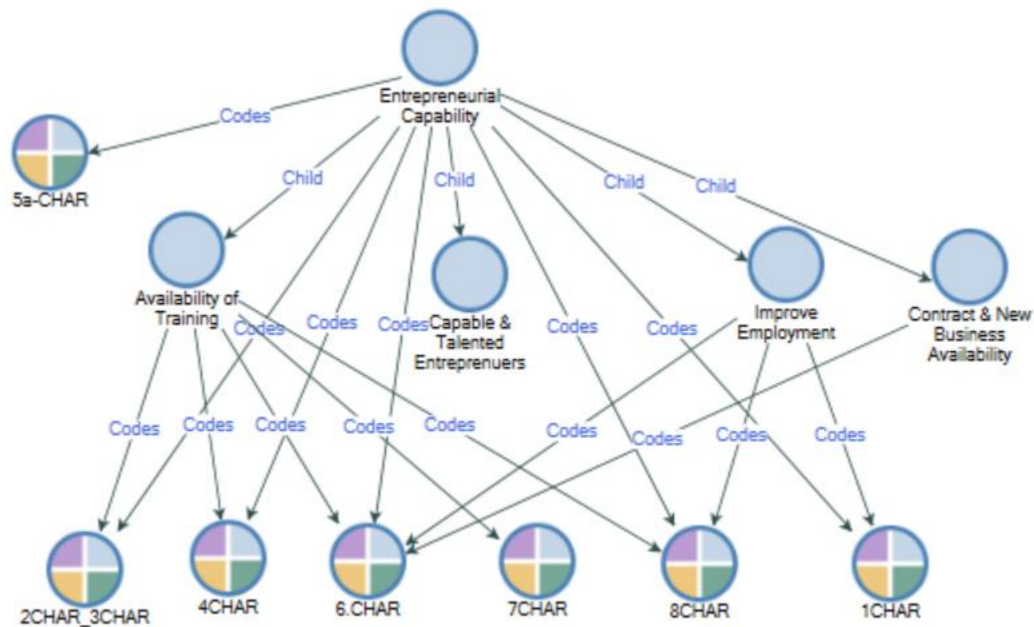 Entrepreneurial
Capability
Codes
5a-CHAR
Child
Child
Child
Child
Availability of
Training
Capable &
Talented
Entreprenuers
Improve
Employment
Contract & New
Business
Availability
Codes
Codes
Codes
Codes
Codes
Codes
Codes
Codes
Codes
Codes
Codes
Codes
Codes
Codes
2CHAR_3CHAR
4CHAR
6.CHAR
7CHAR
8CHAR
1CHAR